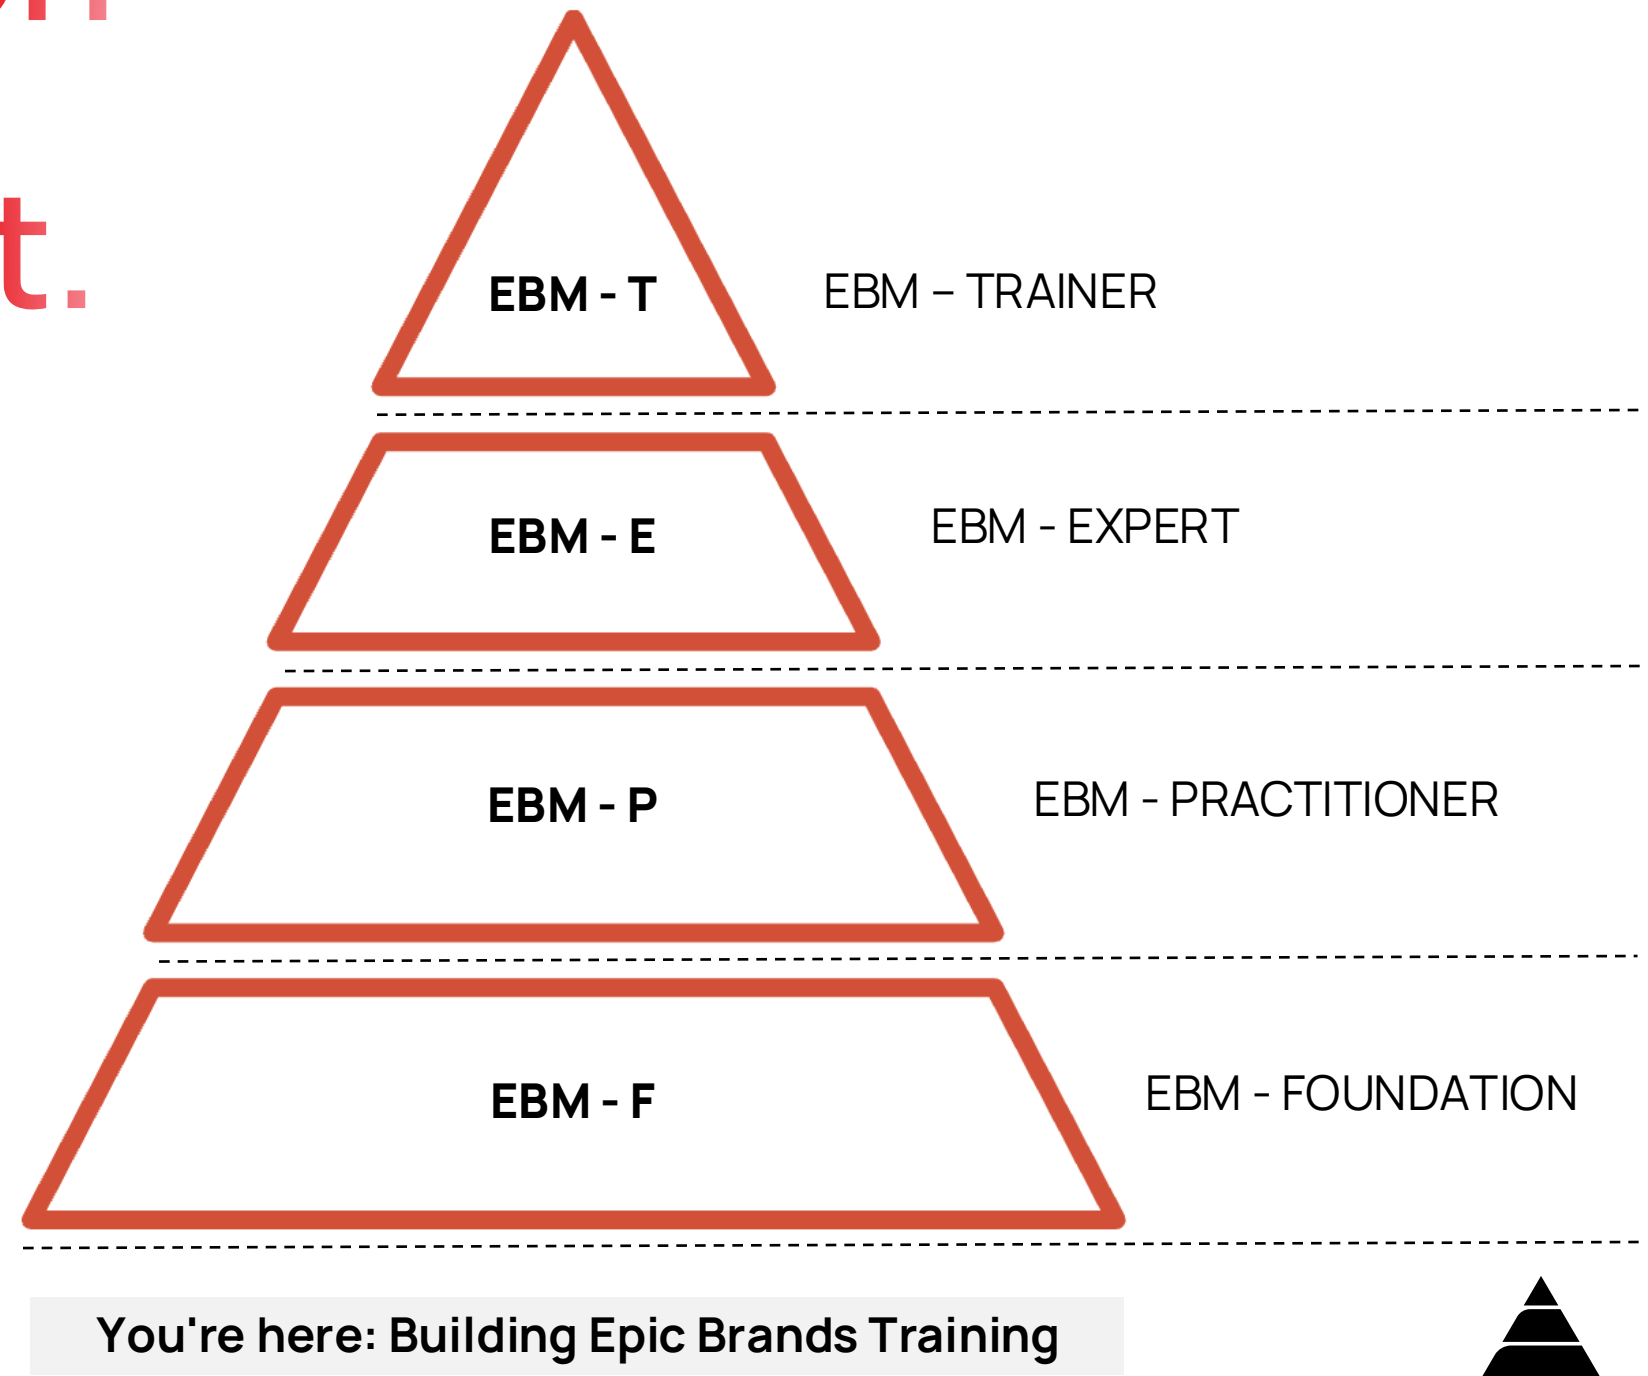 t.
EBM - T
EBM – TRAINER
EBM - E
EBM - EXPERT
EBM - P
EBM - PRACTITIONER
EBM - F
EBM - FOUNDATION
You're here: Building Epic Brands Training